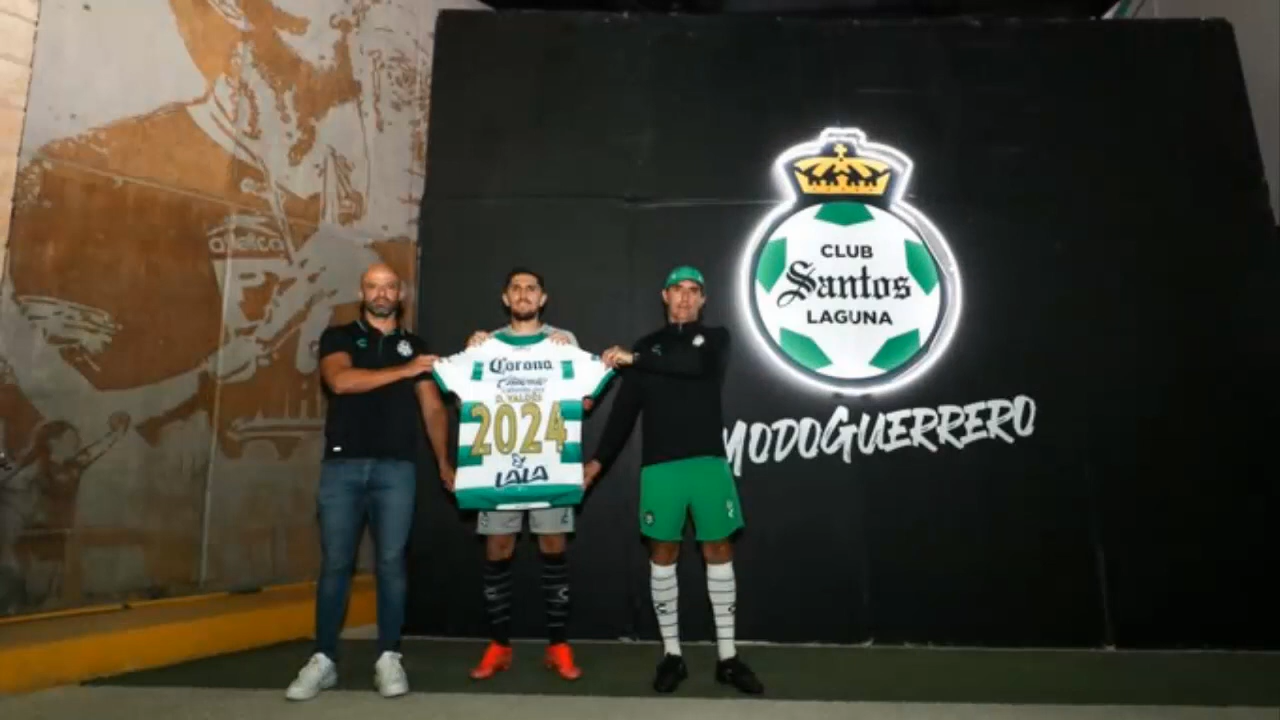 CLUB
Santos
LAGUNA
MODOGUERRERO
Corona
D. VALDÉS
2024
LALA